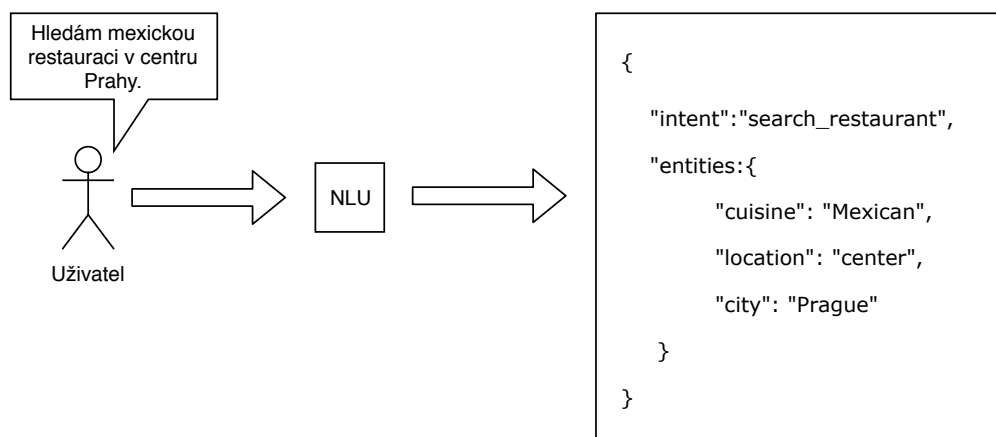 Hledám mexickou
restauraci v centru
Prahy.
Uživatel
NLU
{
"intent":"search_restaurant",
"entities:{
"cuisine": "Mexican",
"location": "center",
"city": "Prague"
}
}